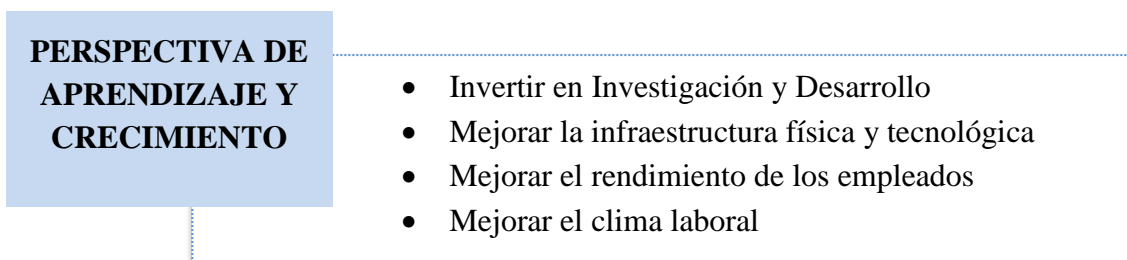 PERSPECTIVA DE
APRENDIZAJE Y
CRECIMIENTO
• Invertir en Investigación y Desarrollo
• Mejorar la infraestructura física y tecnológica
• Mejorar el rendimiento de los empleados
• Mejorar el clima laboral